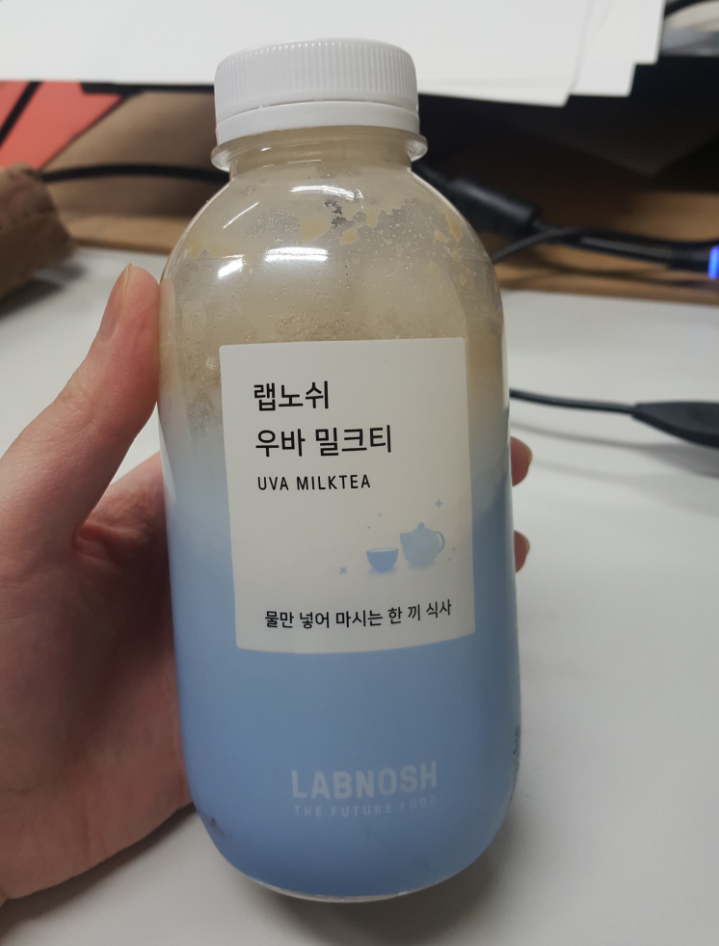 랩노쉬
우바 밀크티
UVA MILKTEA
물만 넣어 마시는 한 끼 식사
LABNOSH
THE FUTURE FOOD